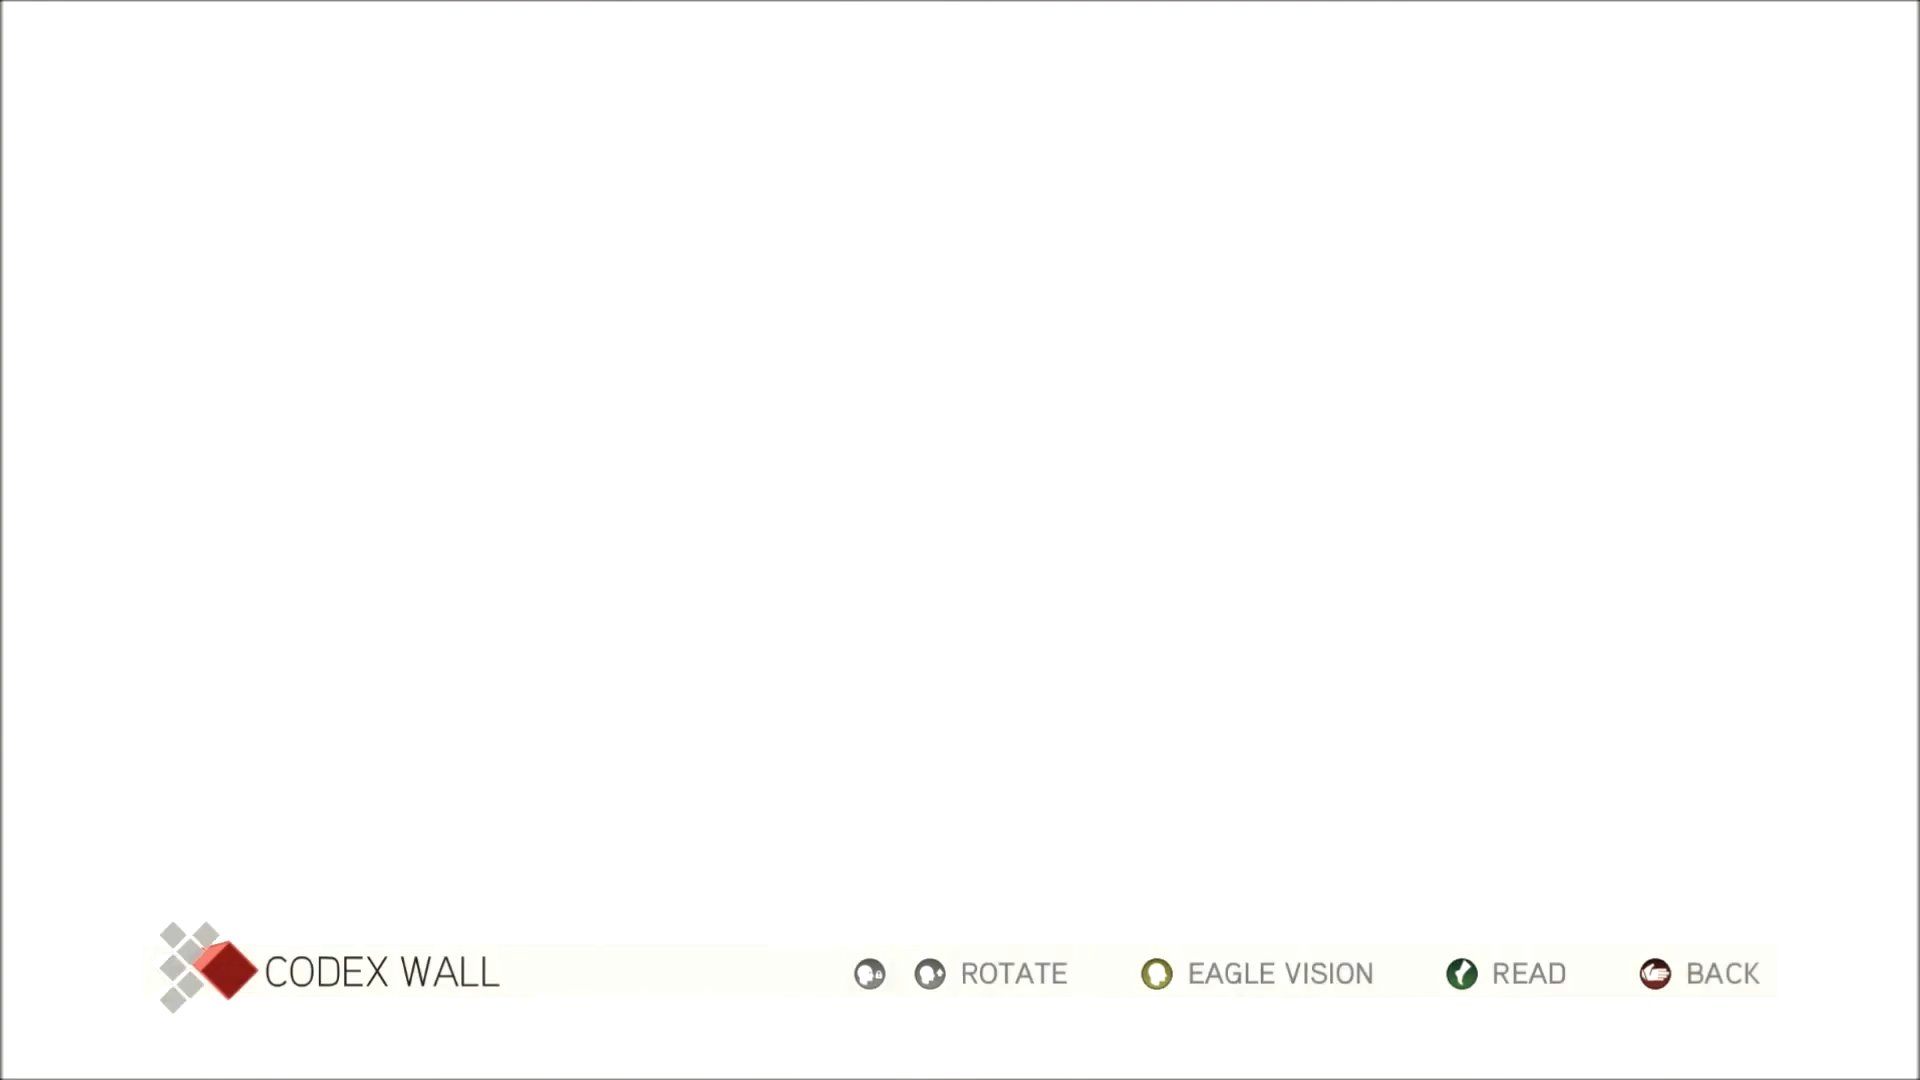 CODEX WALL
ROTATE
EAGLE VISION
READ
BACK